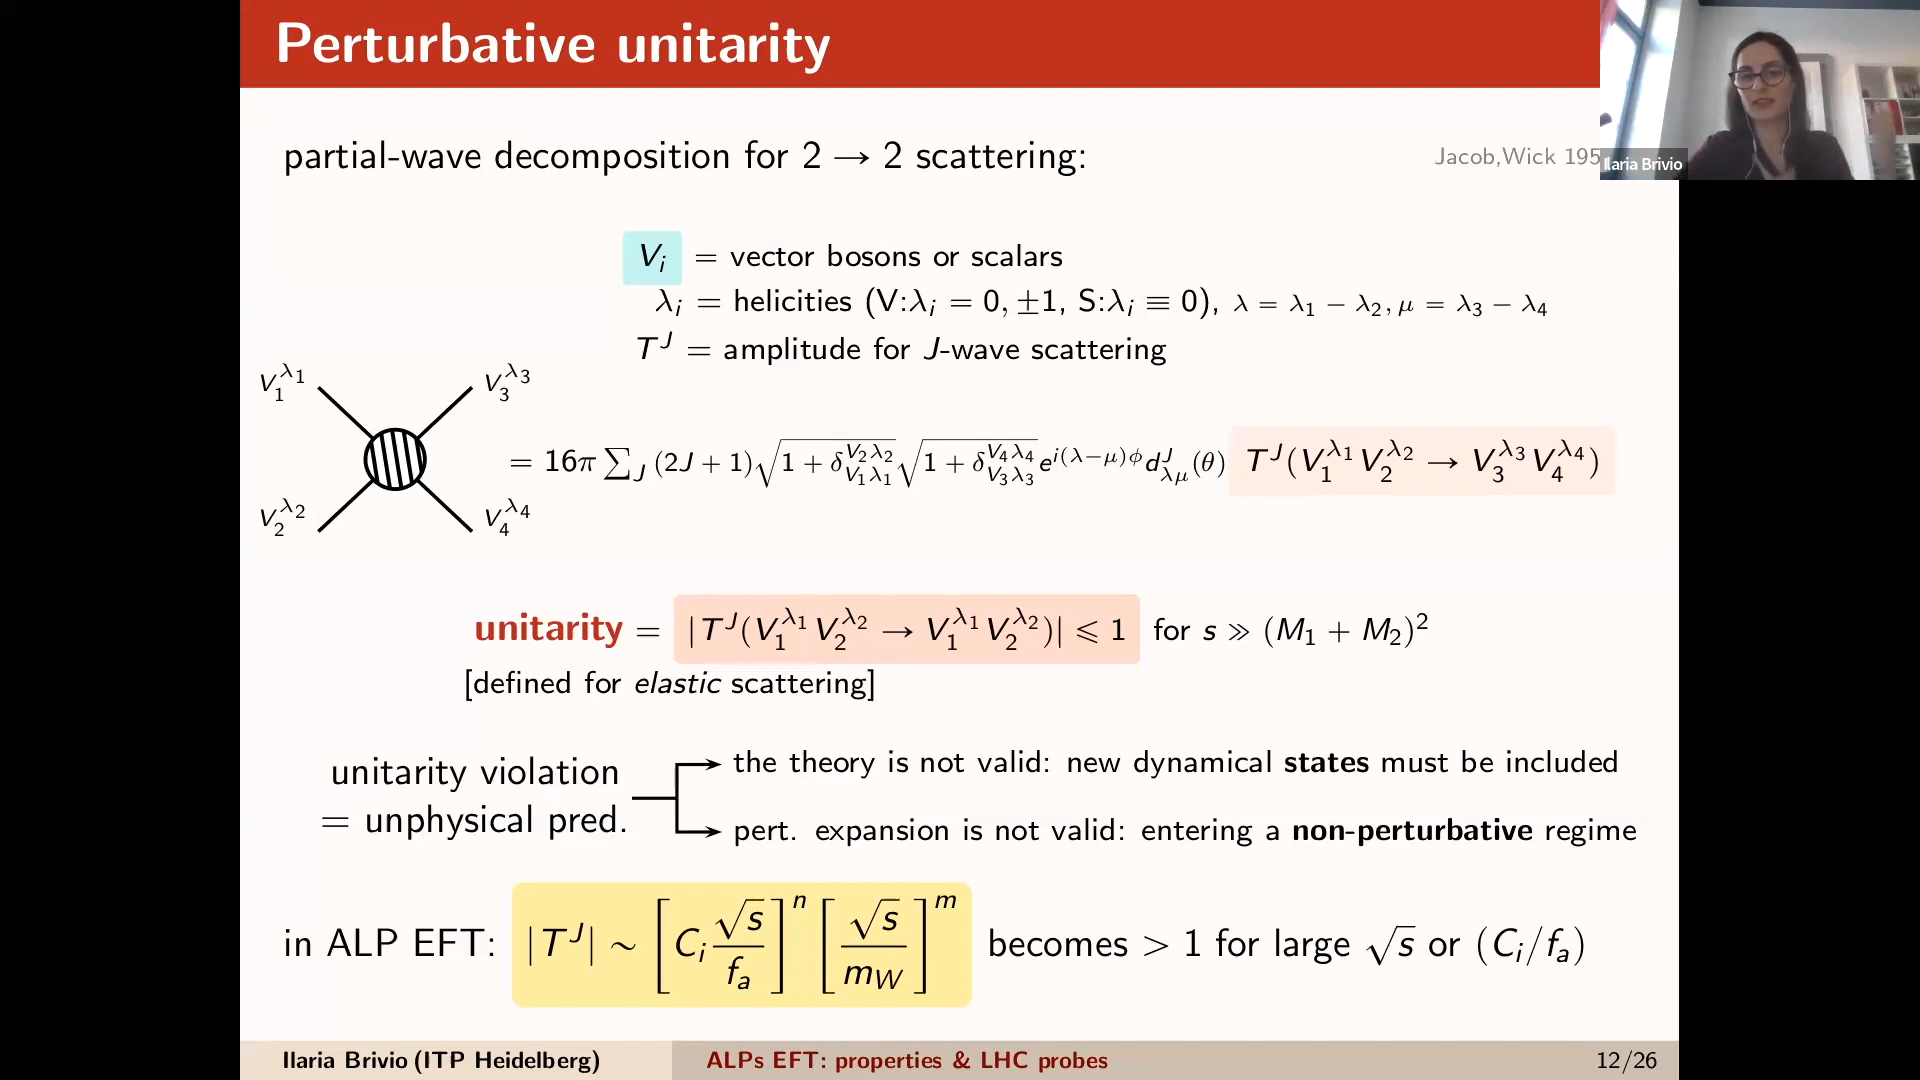 Perturbative unitarity
partial-wave decomposition for 2 → 2 scattering:
Jacob,Wick 195
Ilaria Brivio
V_i = vector bosons or scalars
λ_i = helicities (V:λ_i = 0, ±1, S:λ_i ≡ 0), λ = λ_1 − λ_2, μ = λ_3 − λ_4
T^J = amplitude for J-wave scattering
V_1^{λ_1} V_3^{λ_3}
= 16π ∑_J (2J + 1) √(1 + δ_{V_1λ_1}^{V_2λ_2}) √(1 + δ_{V_3λ_3}^{V_4λ_4}) e^{i(λ−μ)φ} d^J_{λμ}(θ) T^J(V_1^{λ_1} V_2^{λ_2} → V_3^{λ_3} V_4^{λ_4})
V_2^{λ_2} V_4^{λ_4}
unitarity = |T^J(V_1^{λ_1} V_2^{λ_2} → V_1^{λ_1} V_2^{λ_2})| ⩽ 1 for s ≫ (M_1 + M_2)^2
[defined for elastic scattering]
unitarity violation
= unphysical pred.
the theory is not valid: new dynamical states must be included
pert. expansion is not valid: entering a non-perturbative regime
in ALP EFT: |T^J| ∼ [C_i √s/f_a]^n [√s/m_W]^m becomes > 1 for large √s or (C_i/f_a)
Ilaria Brivio (ITP Heidelberg) ALPs EFT: properties & LHC probes 12/26